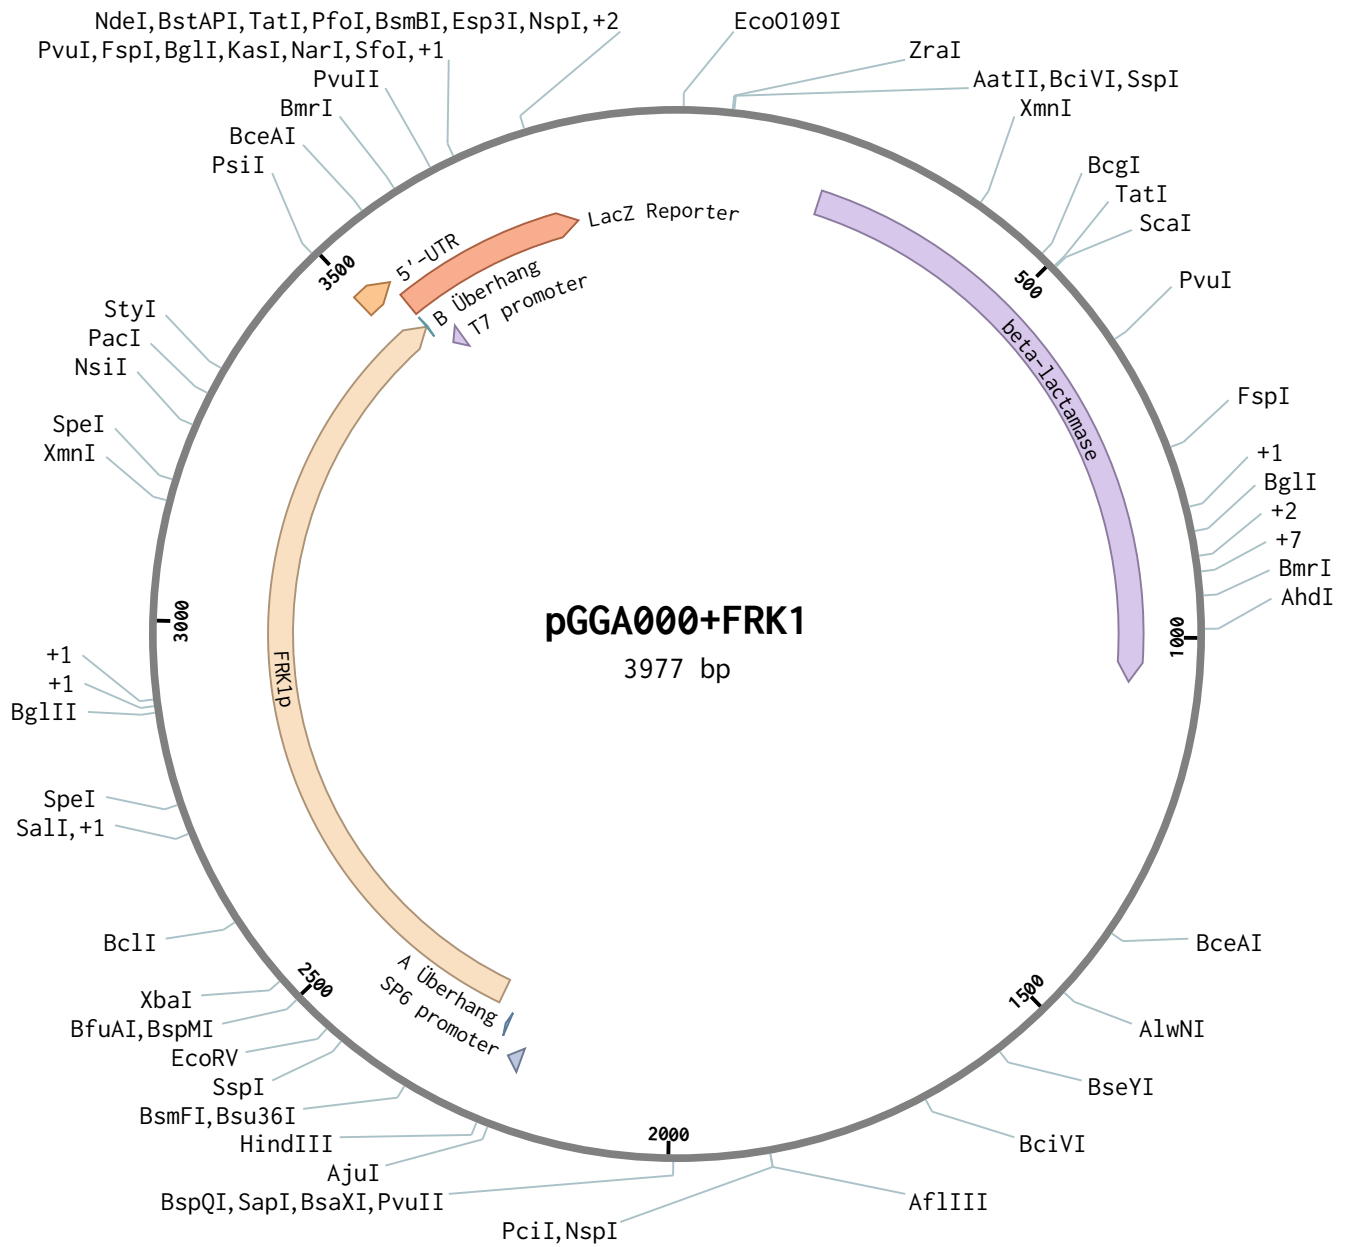 NdeI,BstAPI,TatI,PfoI,BsmBI,Esp3I,NspI,+2
EcoO109I
PvuI,FspI,BglI,KasI,NarI,SfoI,+1
ZraI
PvuII
AatII,BciVI,SspI
BmrI
XmnI
BceAI
PsiI
BcgI
TatI
ScaI
LacZ Reporter
5'-UTR
B Überhang
T7 promoter
3500
500
PvuI
StyI
PacI
NsiI
beta-lactamase
FspI
SpeI
XmnI
+1
BglI
+2
+7
BmrI
AhdI
pGGA000+FRK1
3977 bp
3000
1000
+1
+1
BglII
FRK1p
SpeI
SalI,+1
BclI
BceAI
A Überhang
SP6 promoter
2500
1500
XbaI
BfuAI,BspMI
AlwNI
EcoRV
SspI
BseYI
BsmFI,Bsu36I
HindIII
2000
BciVI
AjuI
BspQI,SapI,BsaXI,PvuII
AflIII
PciI,NspI